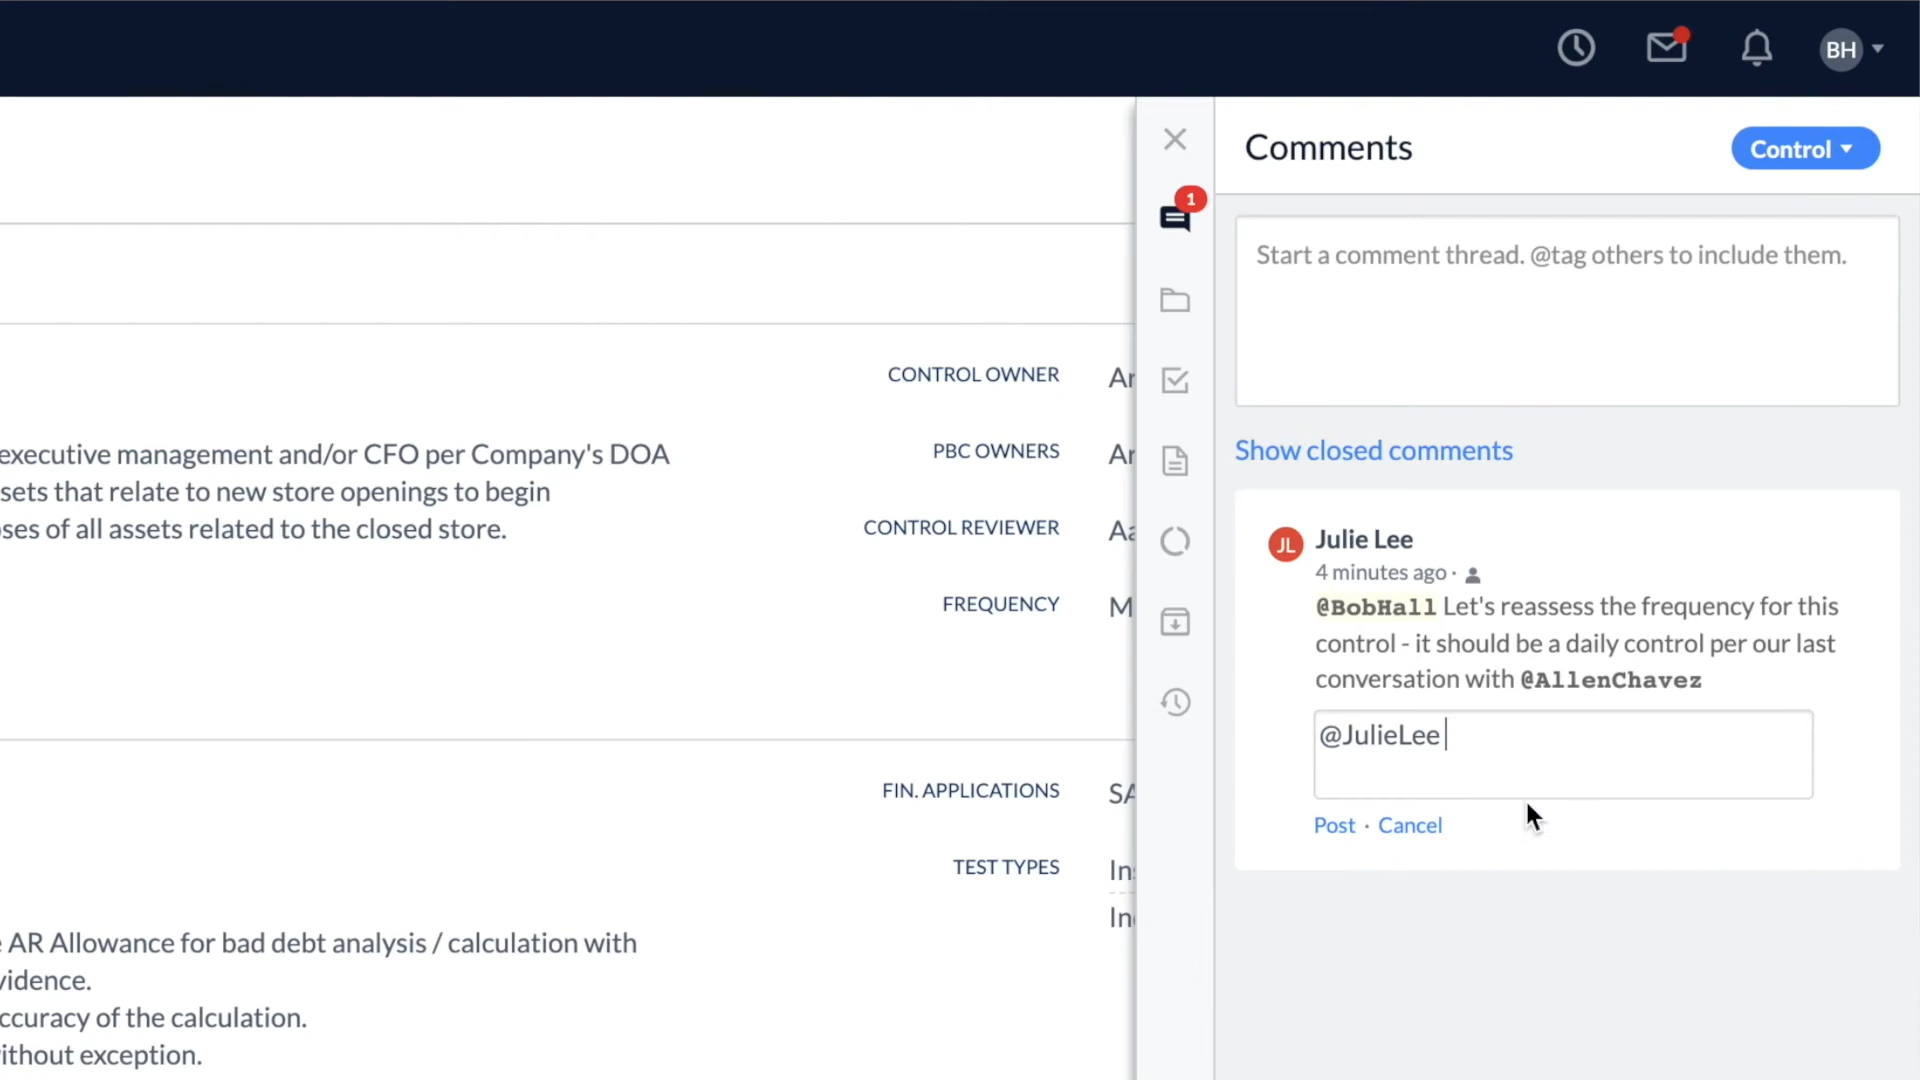 BH
Comments
Control
1
Start a comment thread. @tag others to include them.
CONTROL OWNER
executive management and/or CFO per Company's DOA
PBC OWNERS
sets that relate to new store openings to begin
Show closed comments
of all assets related to the closed store.
CONTROL REVIEWER
JL Julie Lee
4 minutes ago ·
FREQUENCY
@BobHall Let's reassess the frequency for this
control - it should be a daily control per our last
conversation with @AllenChavez
@JulieLee
FIN. APPLICATIONS
Post · Cancel
TEST TYPES
AR Allowance for bad debt analysis / calculation with
vidence.
ccuracy of the calculation.
ithout exception.